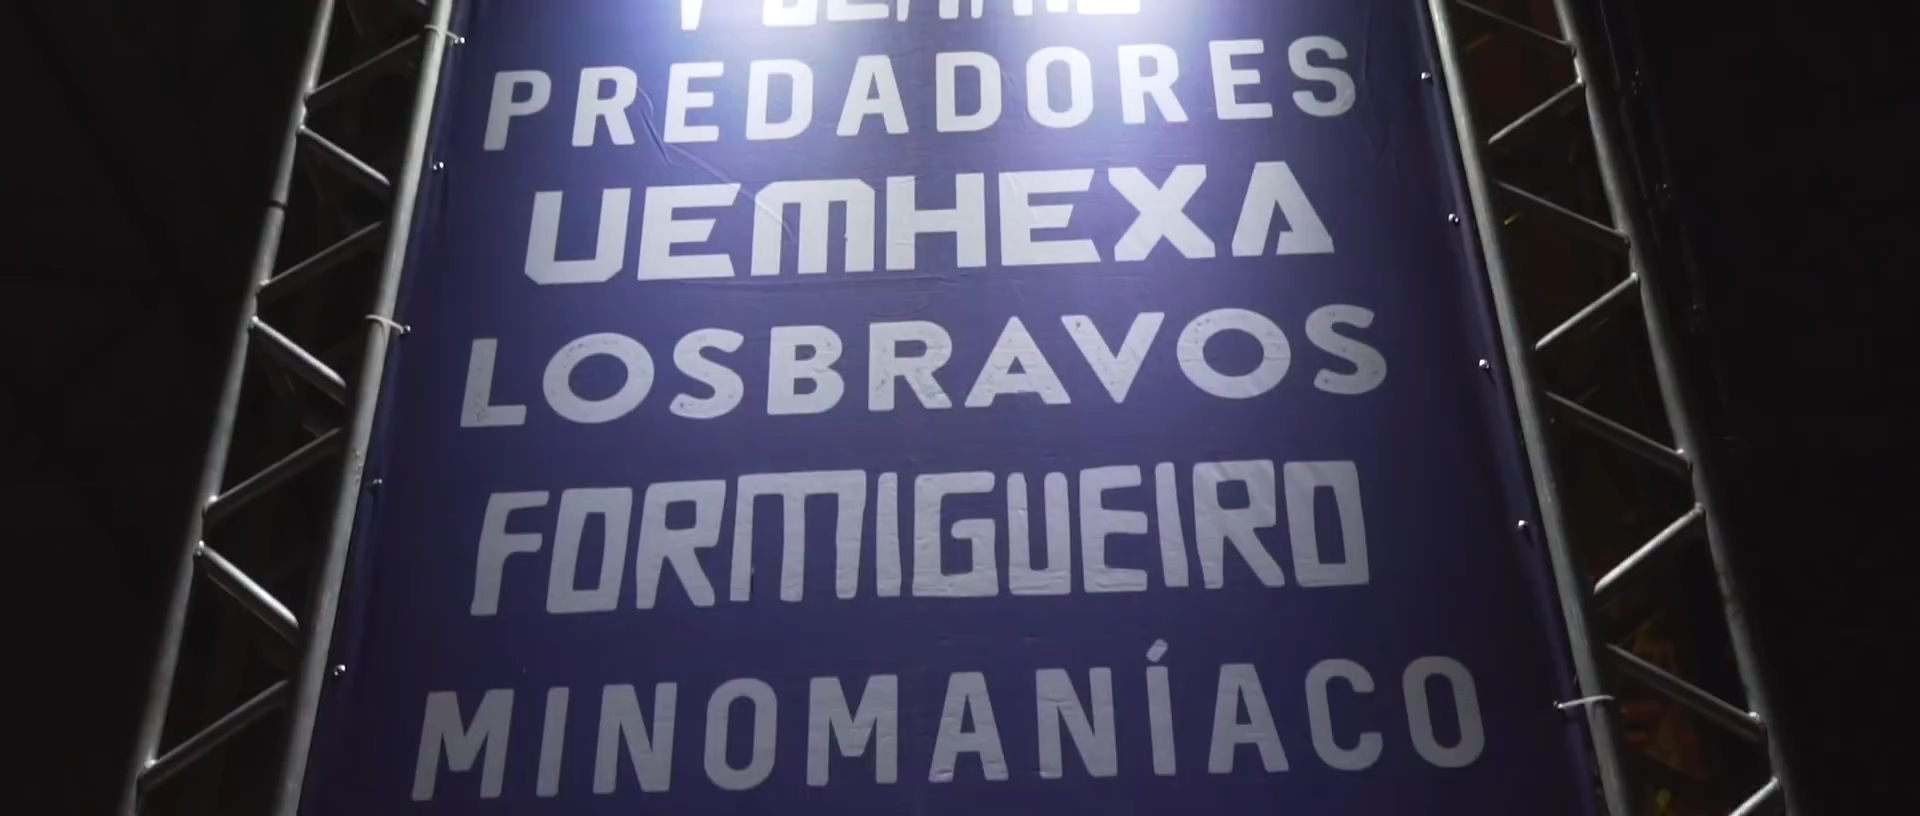 PREDADORES
UEMHEXA
LOSBRAVOS
FORMIGUEIRO
MINOMANÍACO